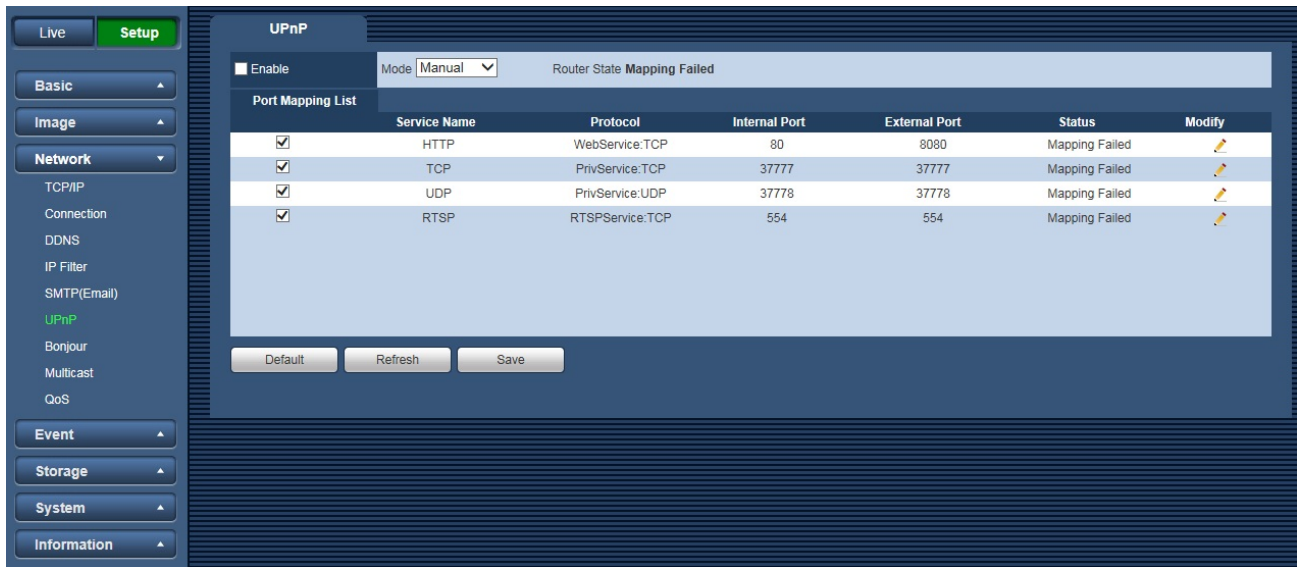 Live Setup
Basic
Image
Network
TCP/IP
Connection
DDNS
IP Filter
SMTP(Email)
UPnP
Bonjour
Multicast
QoS
Event
Storage
System
Information
UPnP
Enable Mode Manual Router State Mapping Failed
Port Mapping List
Service Name Protocol Internal Port External Port Status Modify
HTTP WebService:TCP 80 8080 Mapping Failed
TCP PrivService:TCP 37777 37777 Mapping Failed
UDP PrivService:UDP 37778 37778 Mapping Failed
RTSP RTSPService:TCP 554 554 Mapping Failed
Default Refresh Save